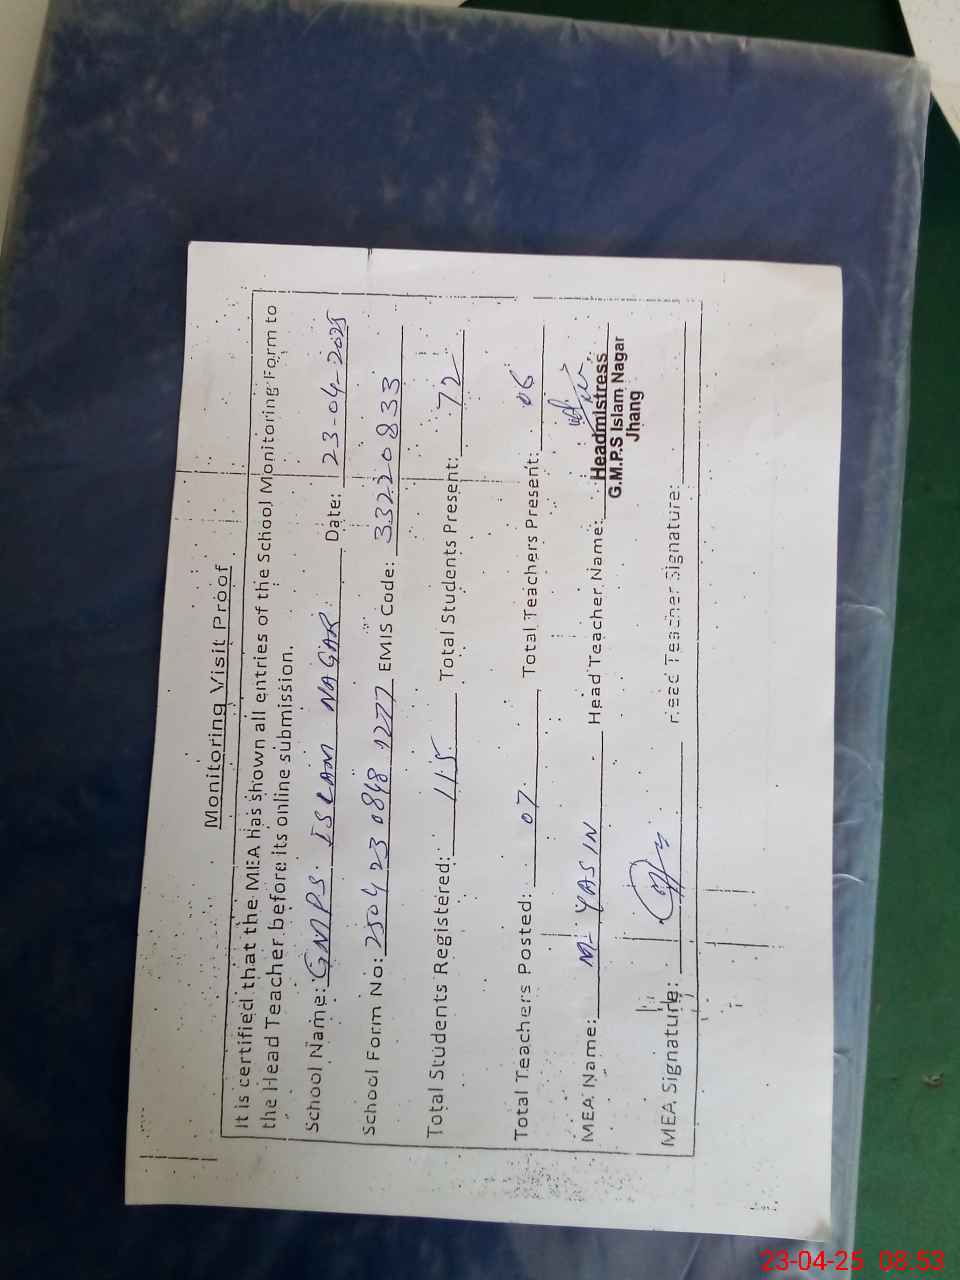 Monitoring Visit Proof
It is certified that the MEA has shown all entries of the School Monitoring Form to
the Head Teacher before its online submission.
School Name: GMPS ISLAM NAGAR Date: 23-04-2025
School Form No: 250423 0848 1277 EMIS Code: 33220833
Total Students Registered: 115 Total Students Present: 72
Total Teachers Posted: 07 Total Teachers Present: 06
MEA Name: M- YASIN Head Teacher Name:
Headmistress
G.M.P.S Islam Nagar
Jhang
MEA Signature: Head Teacher Signature:
23-04-25 08:53